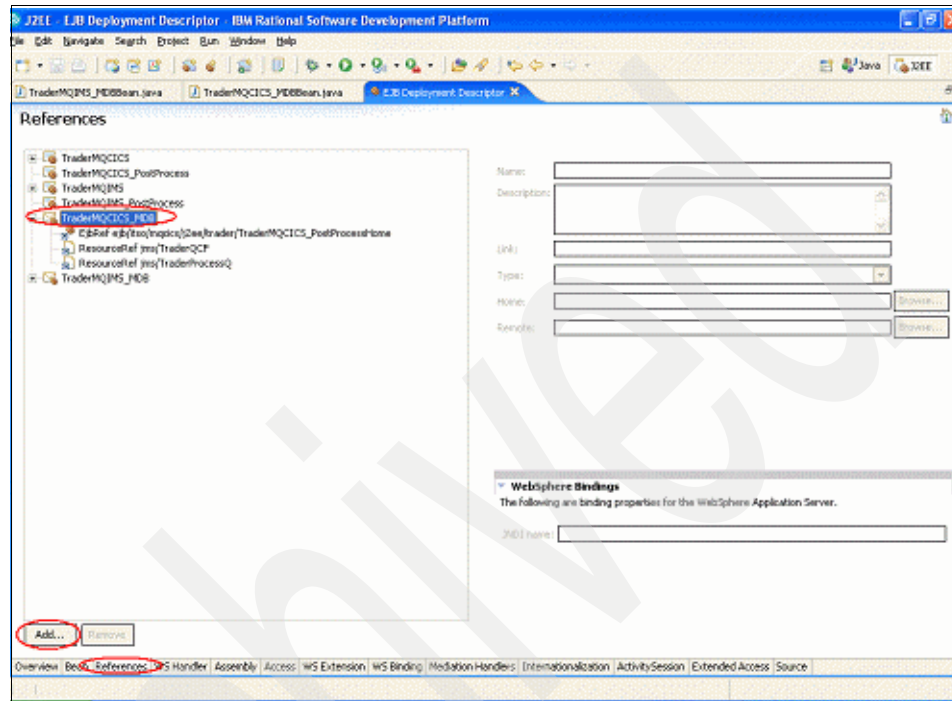 J2EE - EJB Deployment Descriptor - IBM Rational Software Development Platform
File Edit Navigate Search Project Run Window Help
Java J2EE
TraderMQIMS_MDBBean.java TraderMQCICS_MDBBean.java EJB Deployment Descriptor
References
TraderMQCICS
TraderMQCICS_PostProcess
TraderMQIMS
TraderMQIMS_PostProcess
TraderMQCICS_MDB
EjbRef ejb/itso/mqcics/j2ee/trader/TraderMQCICS_PostProcessHome
ResourceRef jms/TraderQCF
ResourceRef jms/TraderProcessQ
TraderMQIMS_MDB
Name:
Description:
Link:
Type:
Home: Browse...
Remote: Browse...
WebSphere Bindings
The following are binding properties for the WebSphere Application Server.
JNDI name:
Add... Remove
Overview Bean References WS Handler Assembly Access WS Extension WS Binding Mediation Handlers Internationalization ActivitySession Extended Access Source